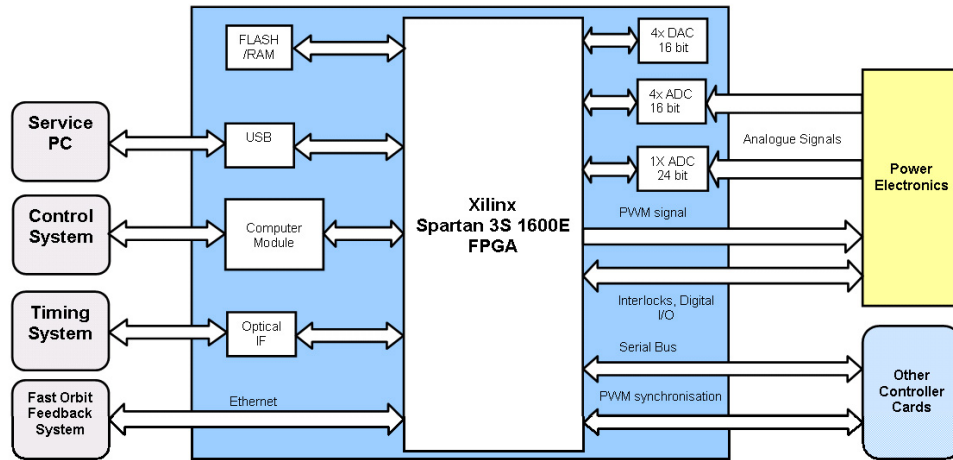 FLASH
/RAM
4x DAC
16 bit
4x ADC
16 bit
Service
PC
USB
Analogue Signals
1X ADC
24 bit
Power
Electronics
Xilinx
Spartan 3S 1600E
FPGA
Control
System
Computer
Module
PWM signal
Timing
System
Optical
IF
Interlocks, Digital
I/O
Serial Bus
Other
Controller
Cards
Fast Orbit
Feedback
System
Ethernet
PWM synchronisation